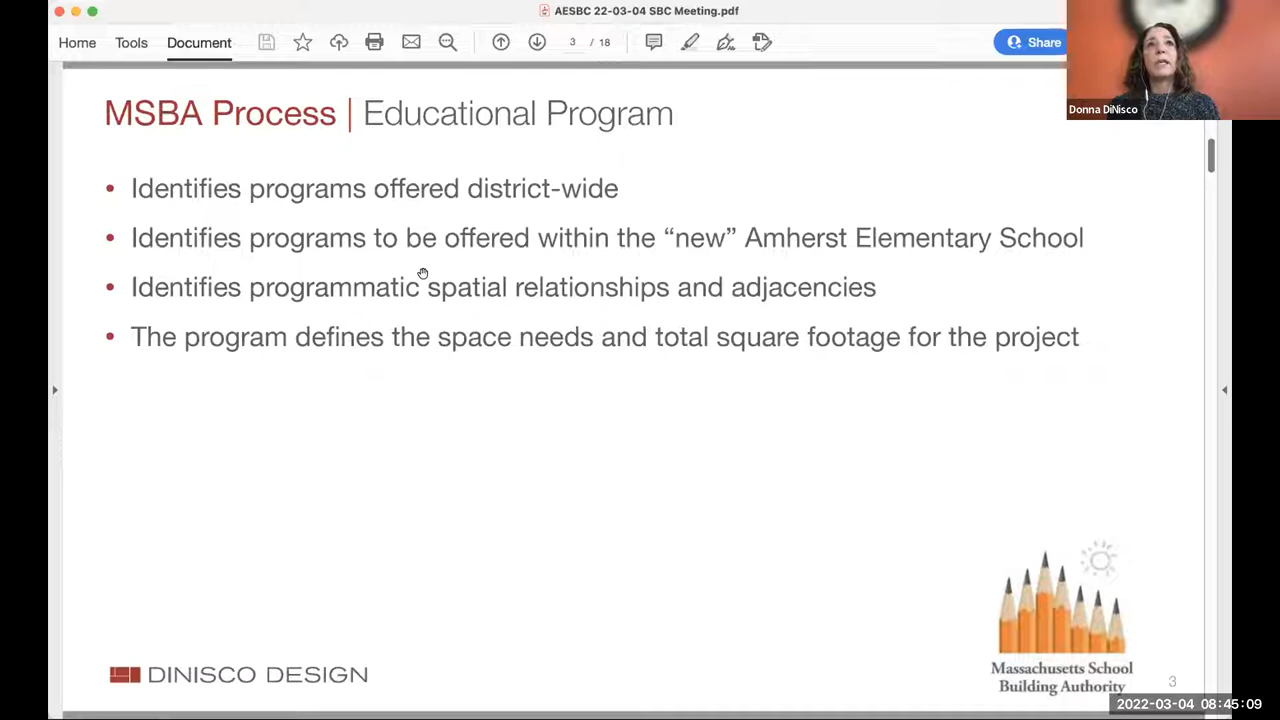 AESBC 22-03-04 SBC Meeting.pdf
Home Tools Document 3 / 18 Share
Donna DiNisco
MSBA Process | Educational Program
• Identifies programs offered district-wide
• Identifies programs to be offered within the “new” Amherst Elementary School
• Identifies programmatic spatial relationships and adjacencies
• The program defines the space needs and total square footage for the project
DINISCO DESIGN
Massachusetts School
Building Authority
3
2022-03-04 08:45:09